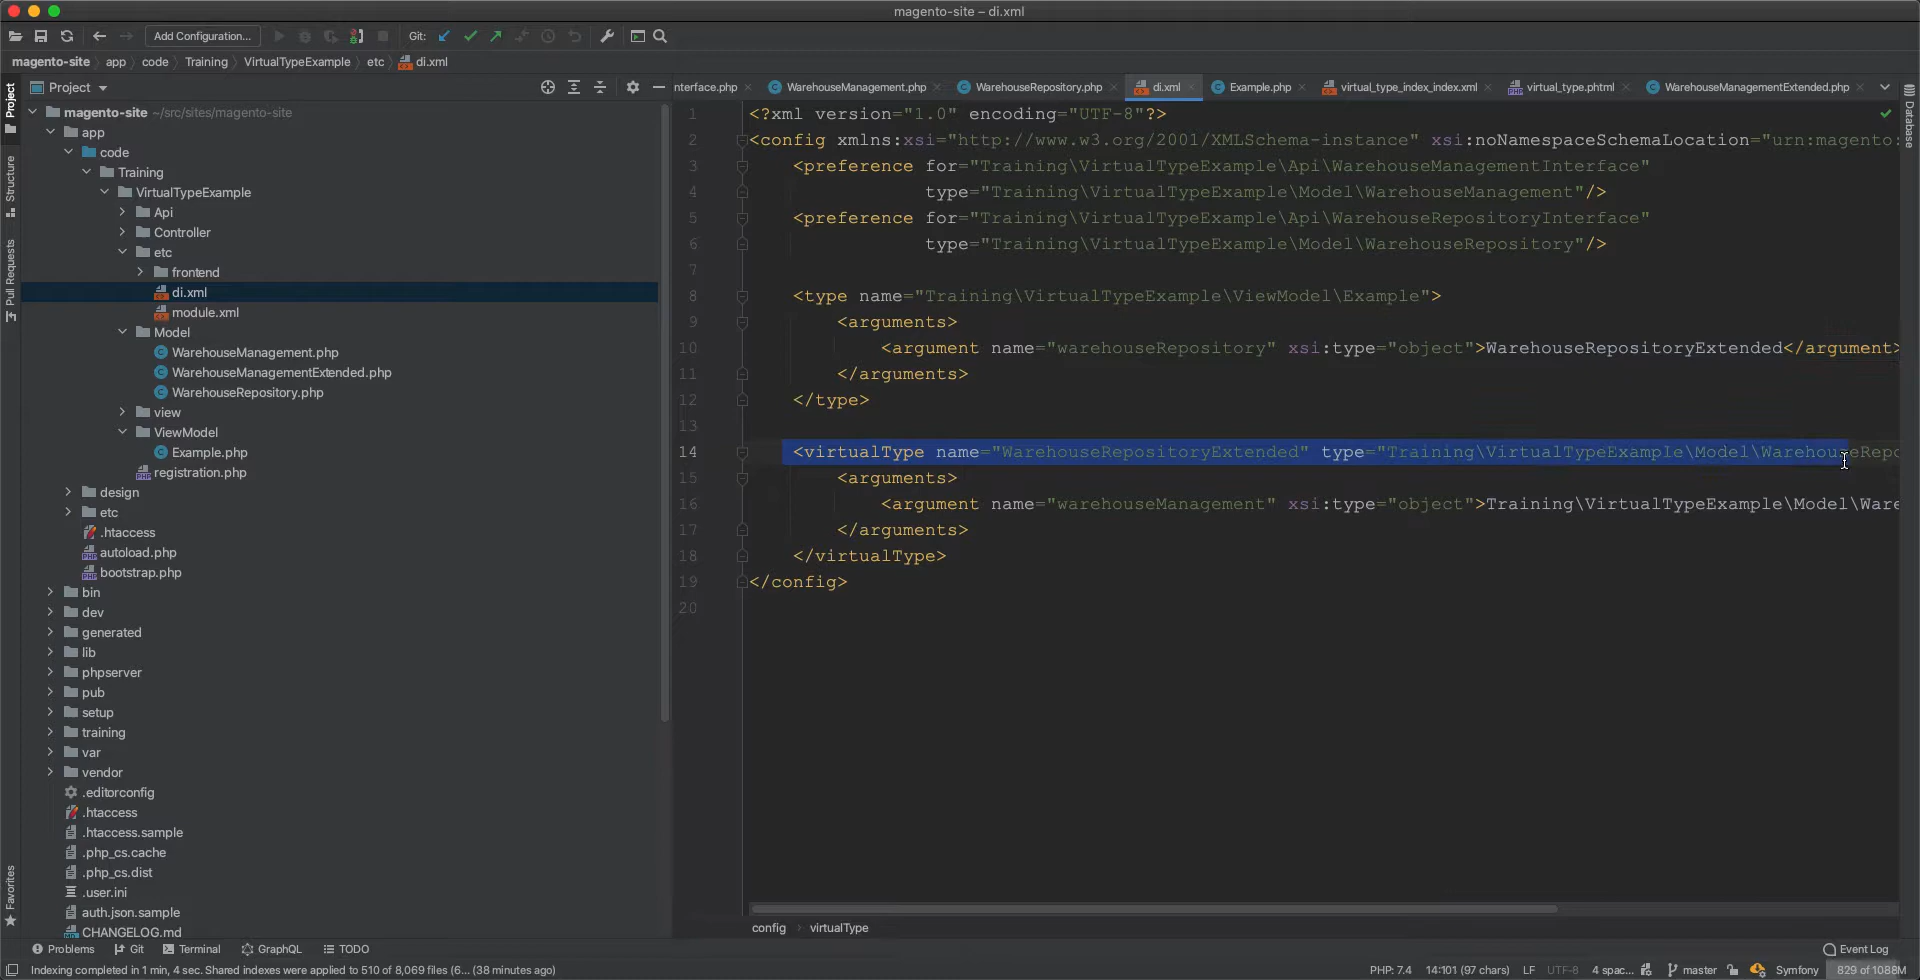 magento-site – di.xml
Add Configuration...
Git:
magento-site › app › code › Training › VirtualTypeExample › etc › di.xml
Project
nterface.php
WarehouseManagement.php
WarehouseRepository.php
di.xml
Example.php
virtual_type_index_index.xml
virtual_type.phtml
WarehouseManagementExtended.php
Project
Structure
Pull Requests
Favorites
Database
magento-site ~/src/sites/magento-site
app
code
Training
VirtualTypeExample
Api
Controller
etc
frontend
di.xml
module.xml
Model
WarehouseManagement.php
WarehouseManagementExtended.php
WarehouseRepository.php
view
ViewModel
Example.php
registration.php
design
etc
.htaccess
autoload.php
bootstrap.php
bin
dev
generated
lib
phpserver
pub
setup
training
var
vendor
.editorconfig
.htaccess
.htaccess.sample
.php_cs.cache
.php_cs.dist
.user.ini
auth.json.sample
CHANGELOG.md
1 <?xml version="1.0" encoding="UTF-8"?>
2 <config xmlns:xsi="http://www.w3.org/2001/XMLSchema-instance" xsi:noNamespaceSchemaLocation="urn:magento:
3 <preference for="Training\VirtualTypeExample\Api\WarehouseManagementInterface"
4 type="Training\VirtualTypeExample\Model\WarehouseManagement"/>
5 <preference for="Training\VirtualTypeExample\Api\WarehouseRepositoryInterface"
6 type="Training\VirtualTypeExample\Model\WarehouseRepository"/>
7
8 <type name="Training\VirtualTypeExample\ViewModel\Example">
9 <arguments>
10 <argument name="warehouseRepository" xsi:type="object">WarehouseRepositoryExtended</argument>
11 </arguments>
12 </type>
13
14 <virtualType name="WarehouseRepositoryExtended" type="Training\VirtualTypeExample\Model\WarehouseRepo
15 <arguments>
16 <argument name="warehouseManagement" xsi:type="object">Training\VirtualTypeExample\Model\Ware
17 </arguments>
18 </virtualType>
19 </config>
20
config › virtualType
Problems
Git
Terminal
GraphQL
TODO
Event Log
Indexing completed in 1 min, 4 sec. Shared indexes were applied to 510 of 8,069 files (6... (38 minutes ago)
PHP: 7.4
14:101 (97 chars)
LF
UTF-8
4 spac...
master
Symfony
829 of 1088M